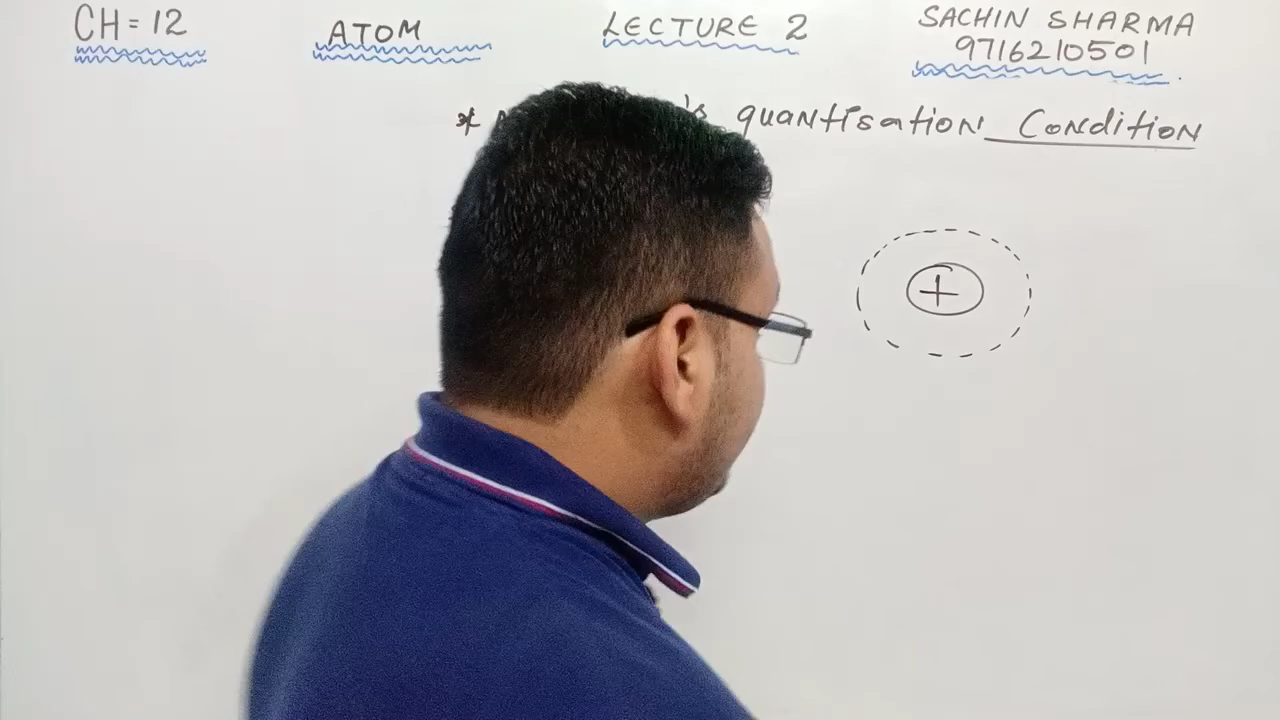 CH = 12
ATOM
LECTURE 2
SACHIN SHARMA
9716210501
* 's quantisation Condition
+